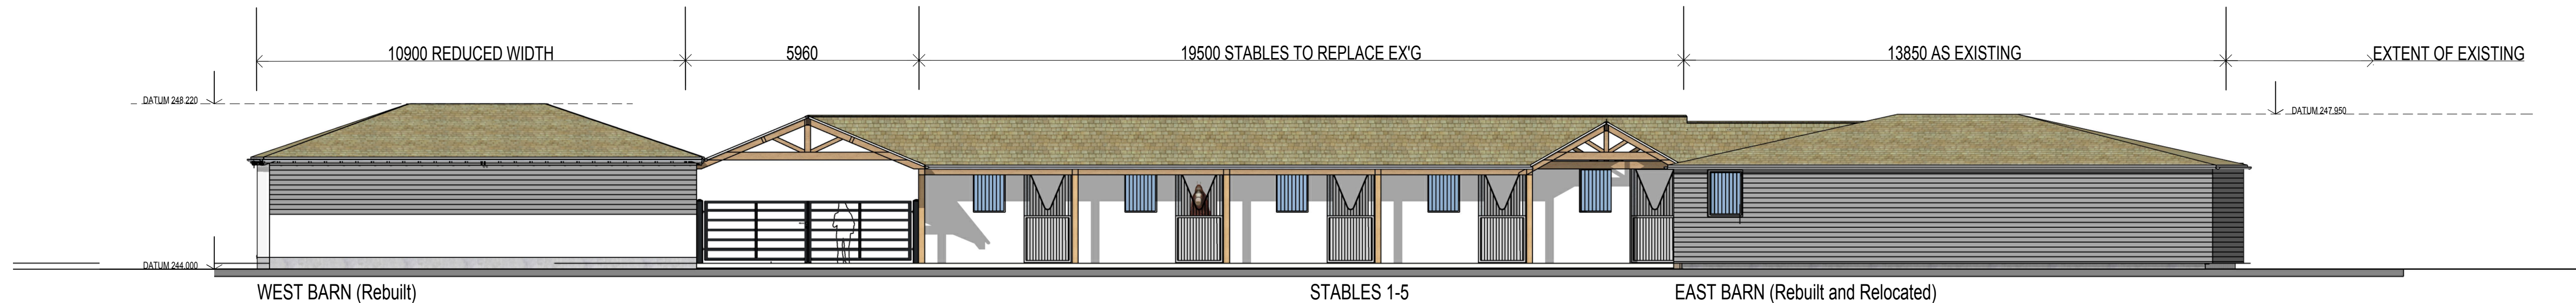 10900 REDUCED WIDTH
5960
19500 STABLES TO REPLACE EX'G
13850 AS EXISTING
EXTENT OF EXISTING
DATUM 248.220
DATUM 247.950
DATUM 244.000
WEST BARN (Rebuilt)
STABLES 1-5
EAST BARN (Rebuilt and Relocated)